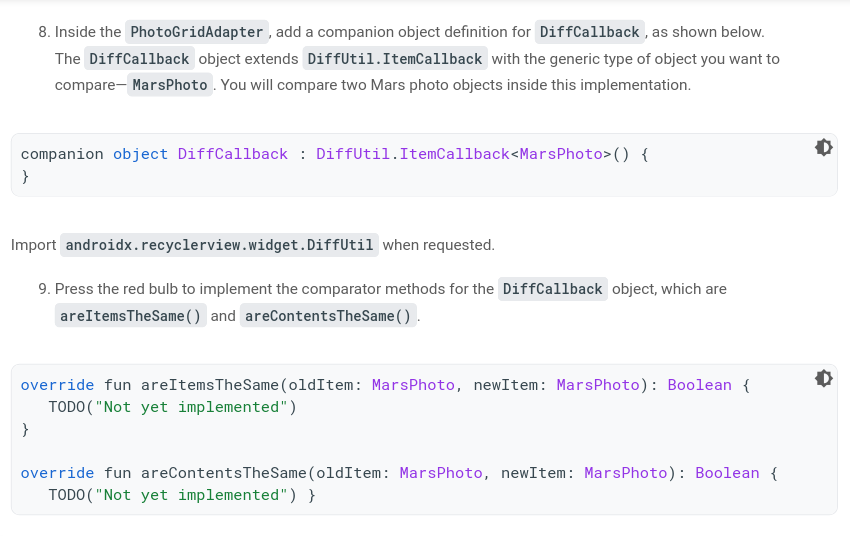 8. Inside the PhotoGridAdapter, add a companion object definition for DiffCallback, as shown below.
The DiffCallback object extends DiffUtil.ItemCallback with the generic type of object you want to
compare—MarsPhoto. You will compare two Mars photo objects inside this implementation.
companion object DiffCallback : DiffUtil.ItemCallback<MarsPhoto>() {
}
Import androidx.recyclerview.widget.DiffUtil when requested.
9. Press the red bulb to implement the comparator methods for the DiffCallback object, which are
areItemsTheSame() and areContentsTheSame().
override fun areItemsTheSame(oldItem: MarsPhoto, newItem: MarsPhoto): Boolean {
   TODO("Not yet implemented")
}
override fun areContentsTheSame(oldItem: MarsPhoto, newItem: MarsPhoto): Boolean {
   TODO("Not yet implemented") }